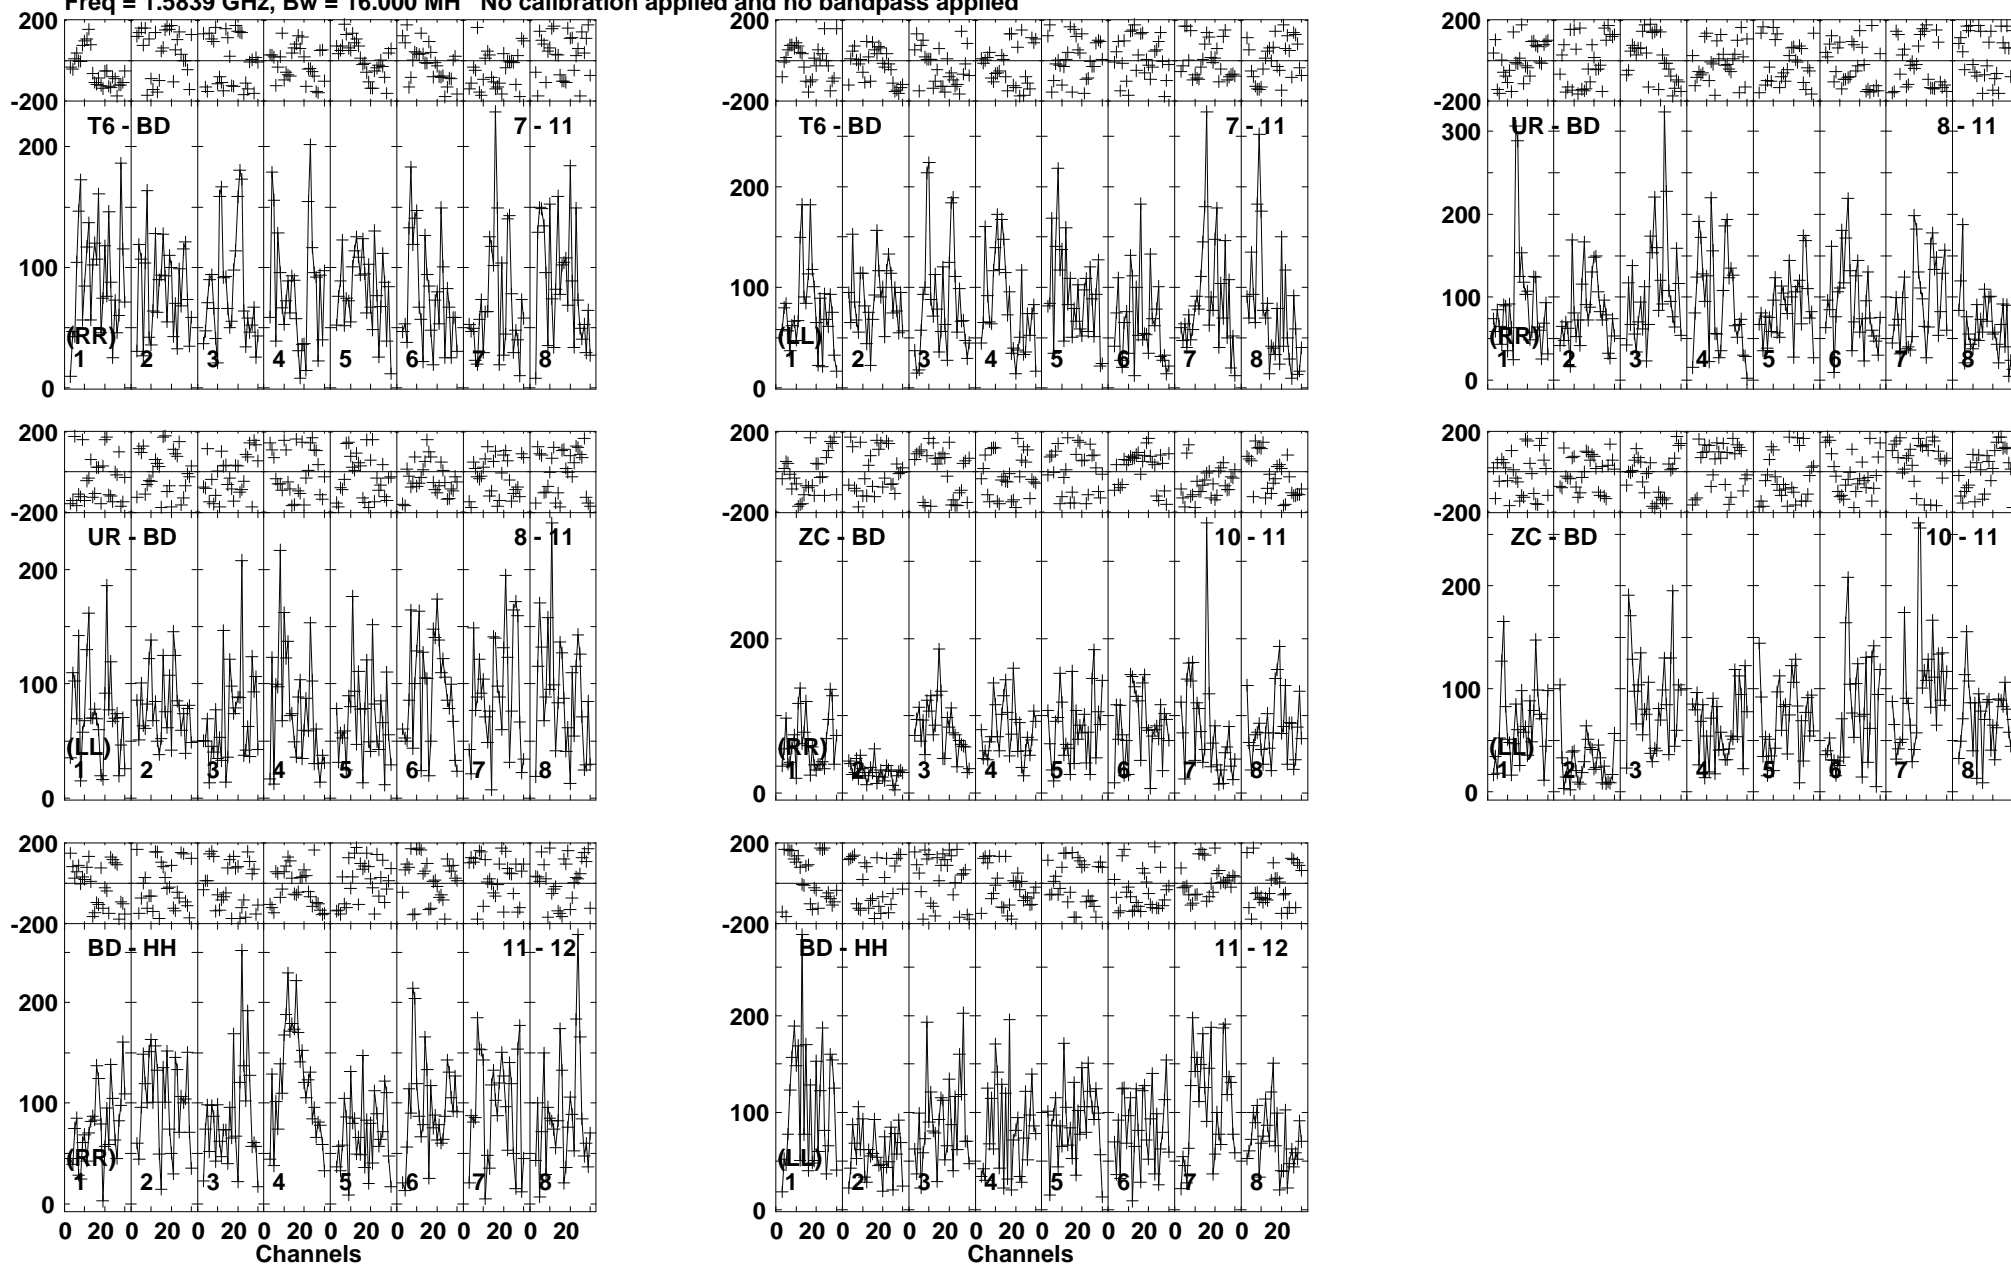 Freq = 1.5839 GHz, Bw = 16.000 MH   No calibration applied and no bandpass applied
200
-200
T6 - BD 7 - 11
200
100
0
(RR)
1 2 3 4 5 6 7 8
200
-200
T6 - BD 7 - 11
200
100
0
(LL)
1 2 3 4 5 6 7 8
200
-200
UR - BD 8 - 11
300
200
100
0
(RR)
1 2 3 4 5 6 7 8
200
-200
UR - BD 8 - 11
200
100
0
(LL)
1 2 3 4 5 6 7 8
200
-200
ZC - BD 10 - 11
200
0
(RR)
1 2 3 4 5 6 7 8
200
-200
ZC - BD 10 - 11
200
100
0
(LL)
1 2 3 4 5 6 7 8
200
-200
BD - HH 11 - 12
200
100
0
(RR)
1 2 3 4 5 6 7 8
0 20 0 20 0 20 0 20 0 20 0 20 0 20 0 20
Channels
200
-200
BD - HH 11 - 12
200
100
0
(LL)
1 2 3 4 5 6 7 8
0 20 0 20 0 20 0 20 0 20 0 20 0 20 0 20
Channels